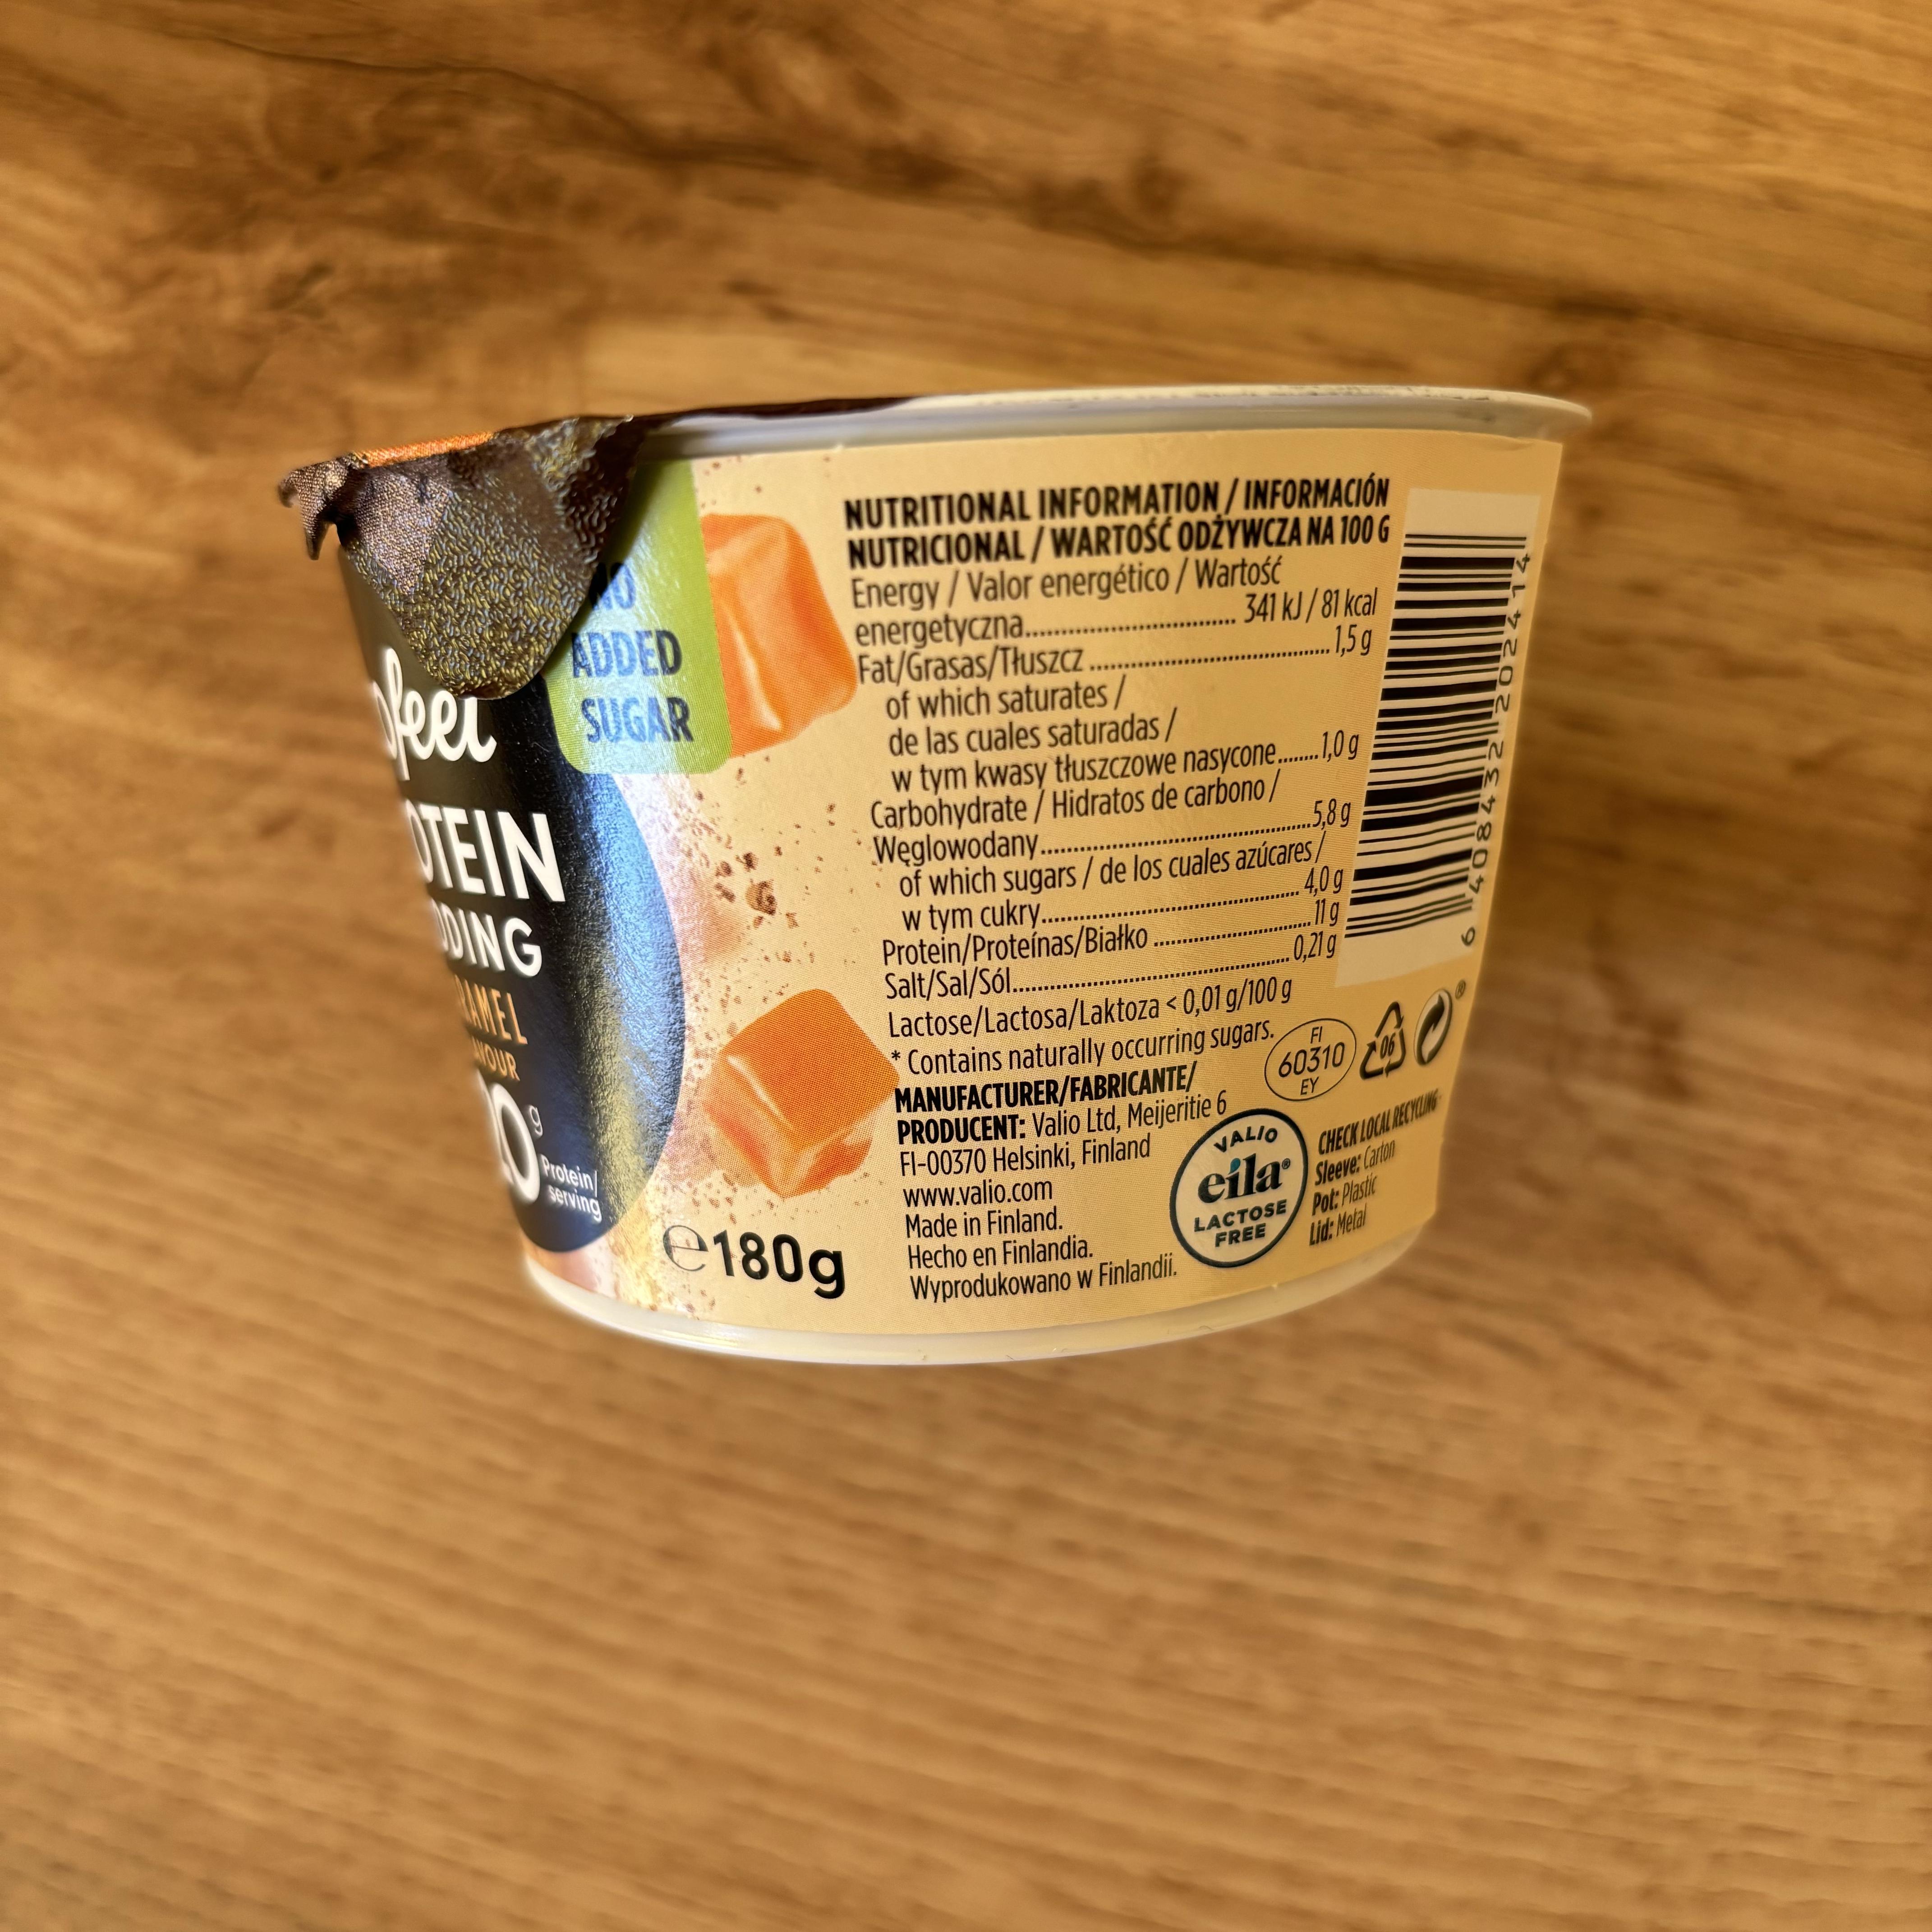 NO
ADDED
SUGAR
feel
OTEIN
DDING
RAMEL
AVOUR
20g
Protein/
serving
℮180g
NUTRITIONAL INFORMATION / INFORMACIÓN
NUTRICIONAL / WARTOŚĆ ODŻYWCZA NA 100 G
Energy / Valor energético / Wartość
energetyczna.......................... 341 kJ / 81 kcal
Fat/Grasas/Tłuszcz ............................. 1,5 g
of which saturates /
de las cuales saturadas /
w tym kwasy tłuszczowe nasycone........1,0 g
Carbohydrate / Hidratos de carbono /
Węglowodany...............................5,8 g
of which sugars / de los cuales azúcares /
w tym cukry............................... 4,0 g
Protein/Proteínas/Białko ..................11 g
Salt/Sal/Sól............................... 0,21 g
Lactose/Lactosa/Laktoza < 0,01 g/100 g
* Contains naturally occurring sugars.
MANUFACTURER/FABRICANTE/
PRODUCENT: Valio Ltd, Meijeritie 6
FI-00370 Helsinki, Finland
www.valio.com
Made in Finland.
Hecho en Finlandia.
Wyprodukowano w Finlandii.
FI
60310
EY
06
VALIO
eila®
LACTOSE
FREE
CHECK LOCAL RECYCLING
Sleeve: Carton
Pot: Plastic
Lid: Metal
6 408432 202414